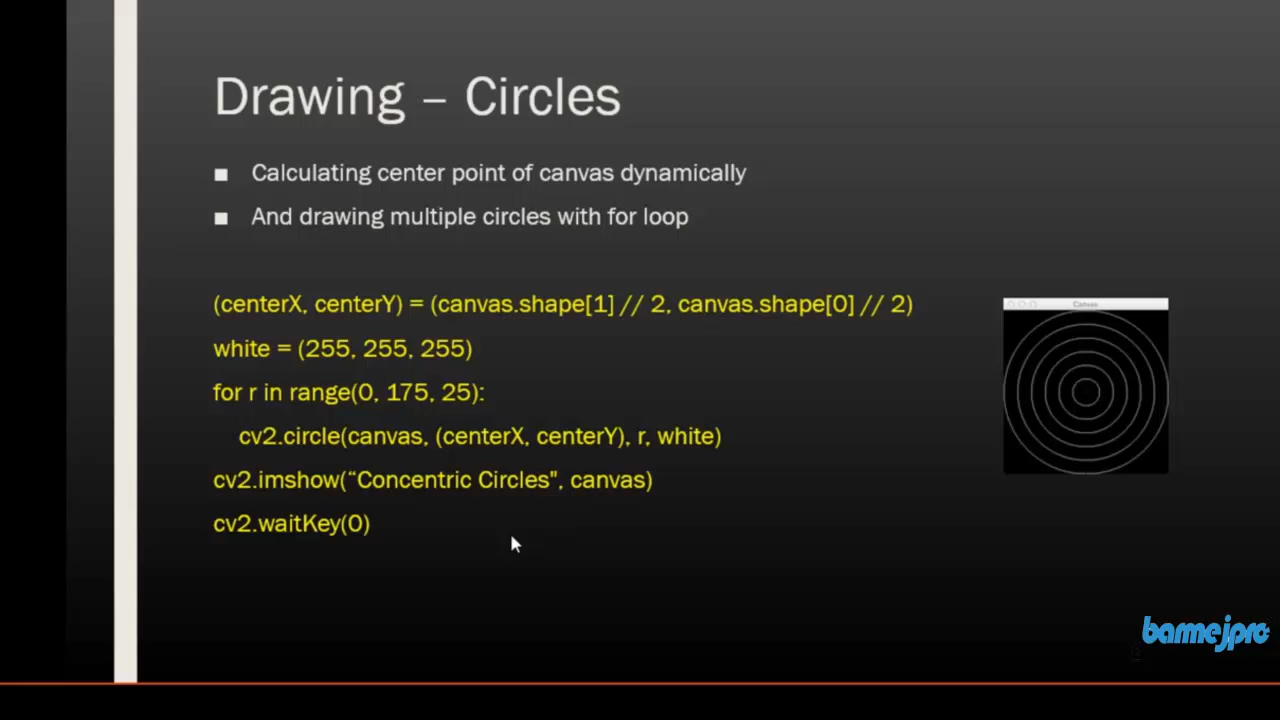 Drawing – Circles
■ Calculating center point of canvas dynamically
■ And drawing multiple circles with for loop
(centerX, centerY) = (canvas.shape[1] // 2, canvas.shape[0] // 2)
white = (255, 255, 255)
for r in range(0, 175, 25):
cv2.circle(canvas, (centerX, centerY), r, white)
cv2.imshow(“Concentric Circles", canvas)
cv2.waitKey(0)
Canvas
barmejpro